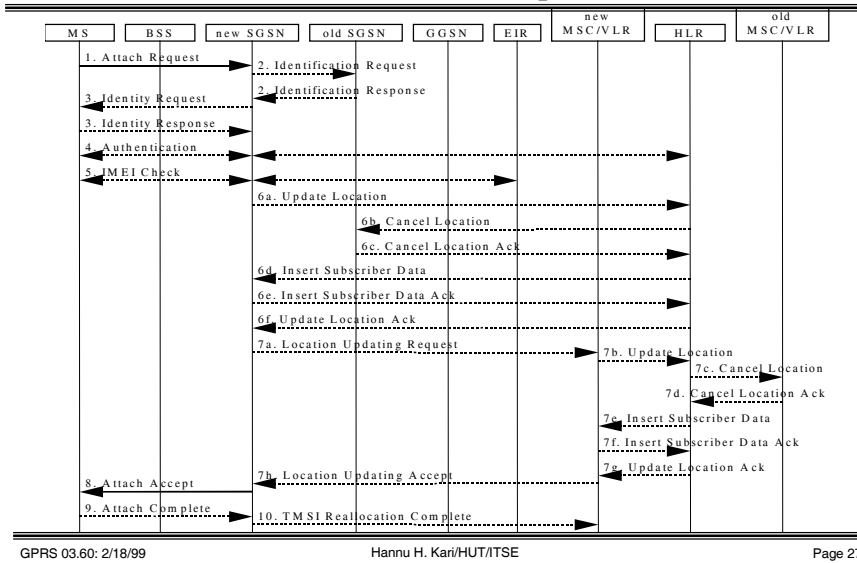 new
old
MS
BSS
new SGSN
old SGSN
GGSN
EIR
MSC/VLR
HLR
MSC/VLR
1. Attach Request
2. Identification Request
2. Identification Response
3. Identity Request
3. Identity Response
4. Authentication
5. IMEI Check
6a. Update Location
6b. Cancel Location
6c. Cancel Location Ack
6d. Insert Subscriber Data
6e. Insert Subscriber Data Ack
6f. Update Location Ack
7a. Location Updating Request
7b. Update Location
7c. Cancel Location
7d. Cancel Location Ack
7e. Insert Subscriber Data
7f. Insert Subscriber Data Ack
7g. Update Location Ack
7h. Location Updating Accept
8. Attach Accept
9. Attach Complete
10. TMSI Reallocation Complete
GPRS 03.60: 2/18/99
Hannu H. Kari/HUT/ITSE
Page 27